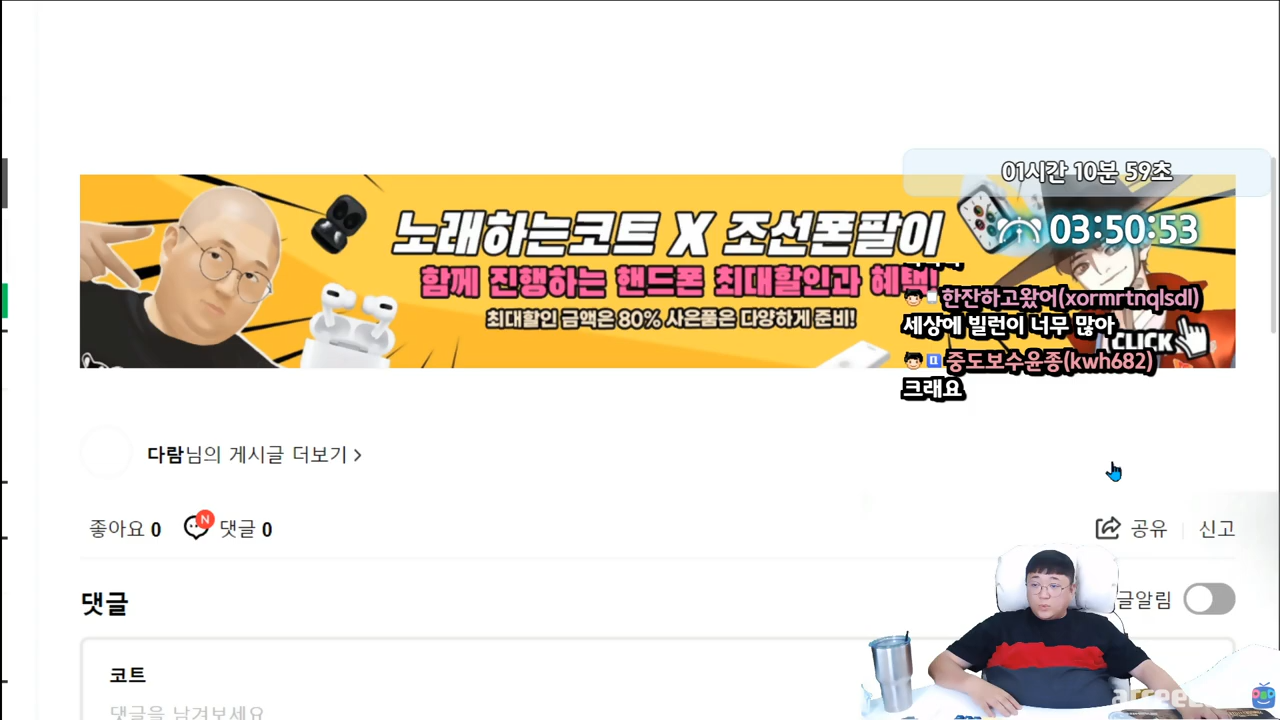 01시간 10분 59초
03:50:53
노래하는코트 X 조선폰팔이
함께 진행하는 핸드폰 최대할인과 혜택!
최대할인 금액은 80% 사은품은 다양하게 준비!
한잔하고왔어(xormrtnqlsdl)
세상에 빌런이 너무 많아
CLICK
중도보수윤종(kwh682)
크래요
다람님의 게시글 더보기 >
좋아요 0 N 댓글 0
공유 신고
댓글 글알림
코트
댓글을 남겨보세요